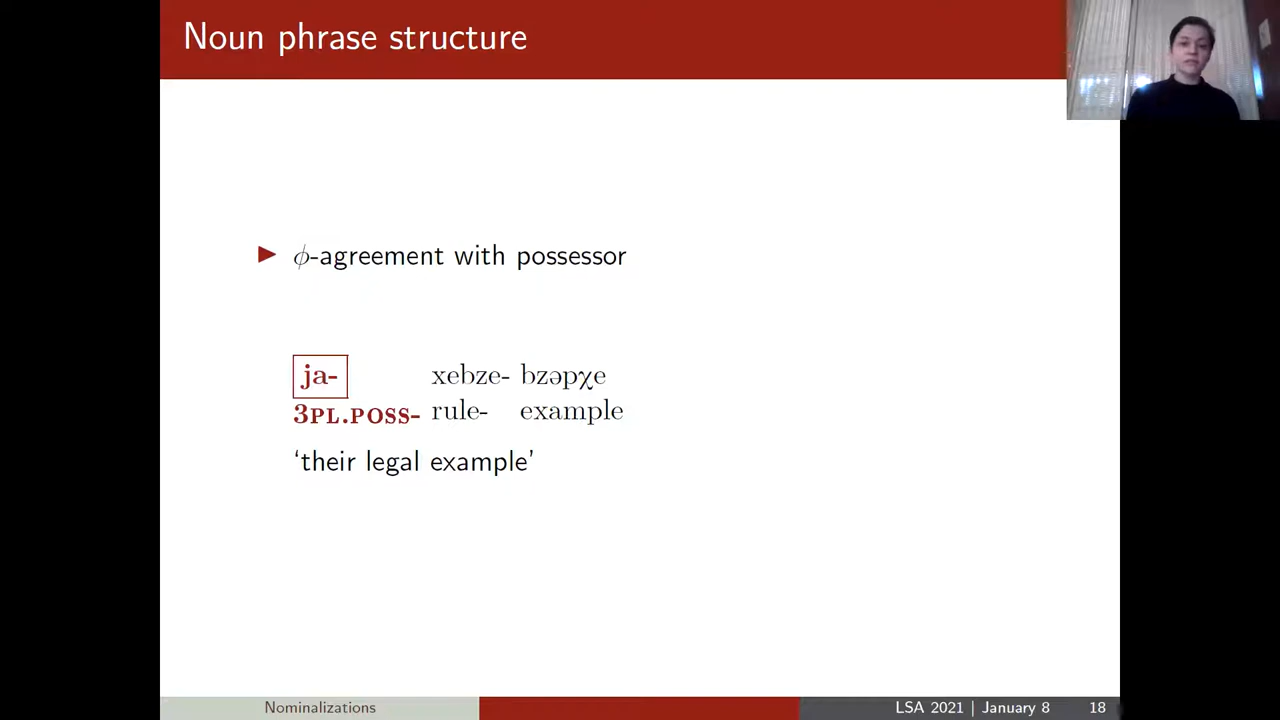 Noun phrase structure
ϕ-agreement with possessor
ja- xebze- bzəpχe
3PL.POSS- rule- example
‘their legal example’
Nominalizations
LSA 2021 | January 8 18